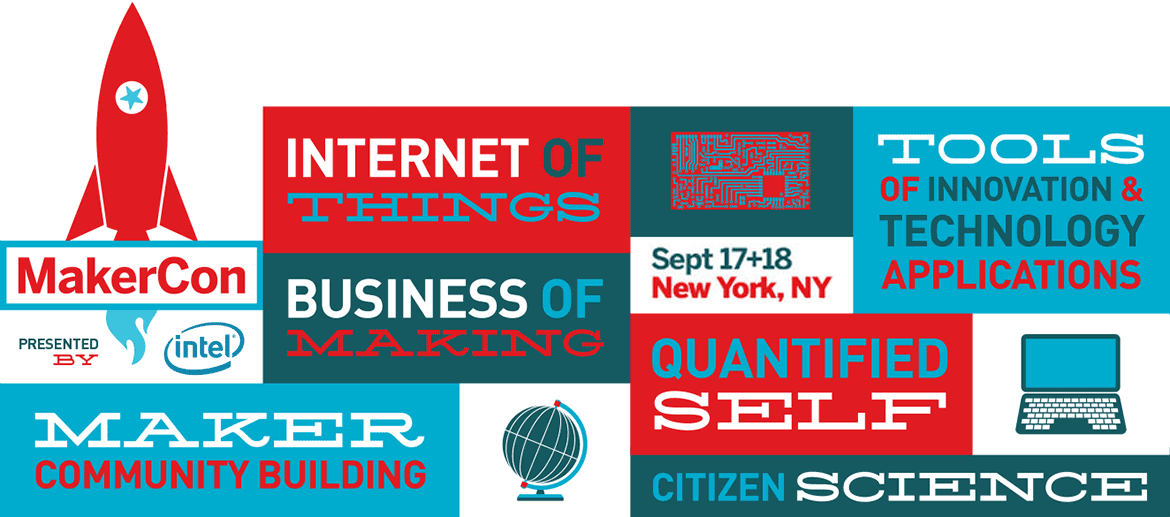 MakerCon
PRESENTED
BY
intel
INTERNET OF
THINGS
BUSINESS OF
MAKING
Sept 17+18
New York, NY
TOOLS
OF INNOVATION &
TECHNOLOGY
APPLICATIONS
QUANTIFIED
SELF
MAKER
COMMUNITY BUILDING
CITIZEN SCIENCE